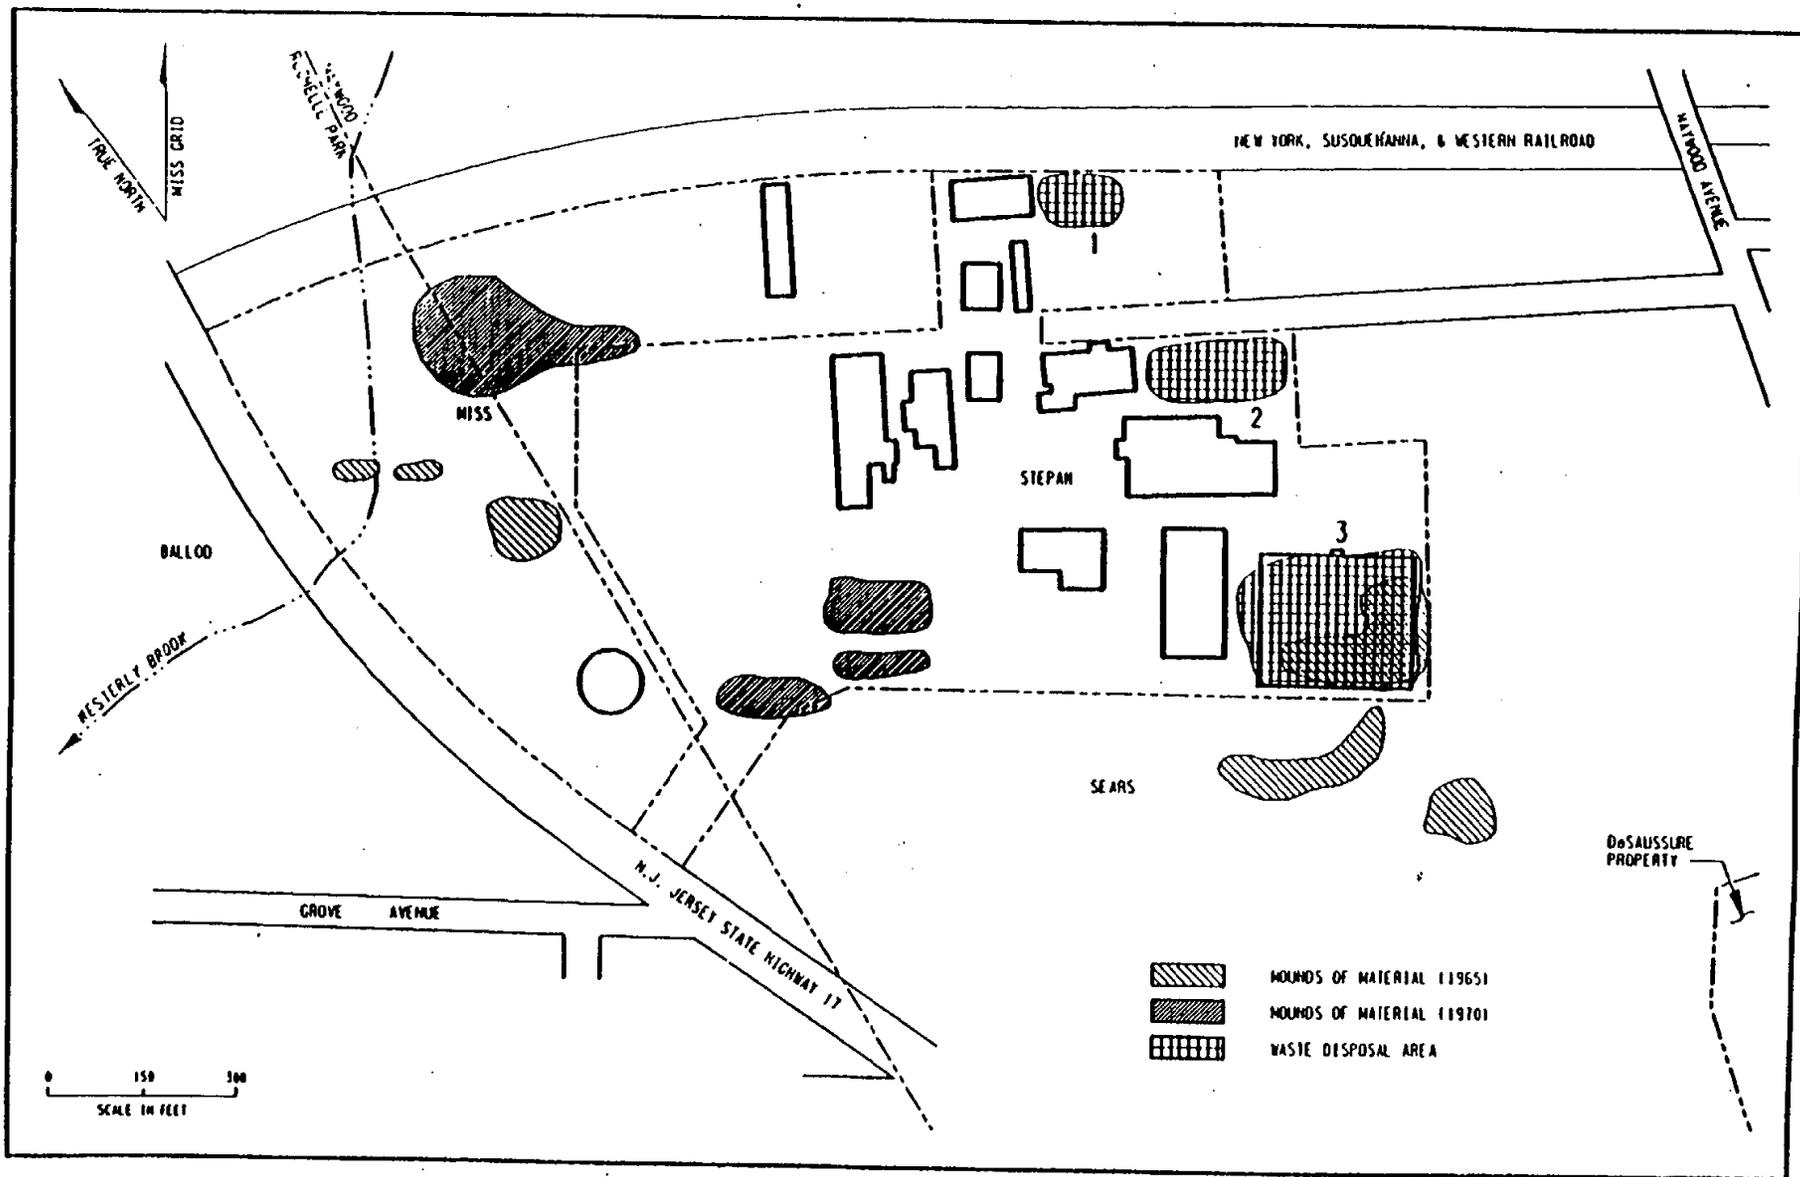 TRUE NORTH
MISS GRID
MAYWOOD
ROCHELLE PARK
NEW YORK, SUSQUEHANNA, & WESTERN RAILROAD
MAYWOOD AVENUE
1
MISS
2
STEPAN
3
BALLOD
WESTERLY BROOK
SEARS
DeSAUSSURE
PROPERTY
N.J. JERSEY STATE HIGHWAY 17
GROVE AVENUE
MOUNDS OF MATERIAL (1965)
MOUNDS OF MATERIAL (1970)
WASTE DISPOSAL AREA
0 150 300
SCALE IN FEET